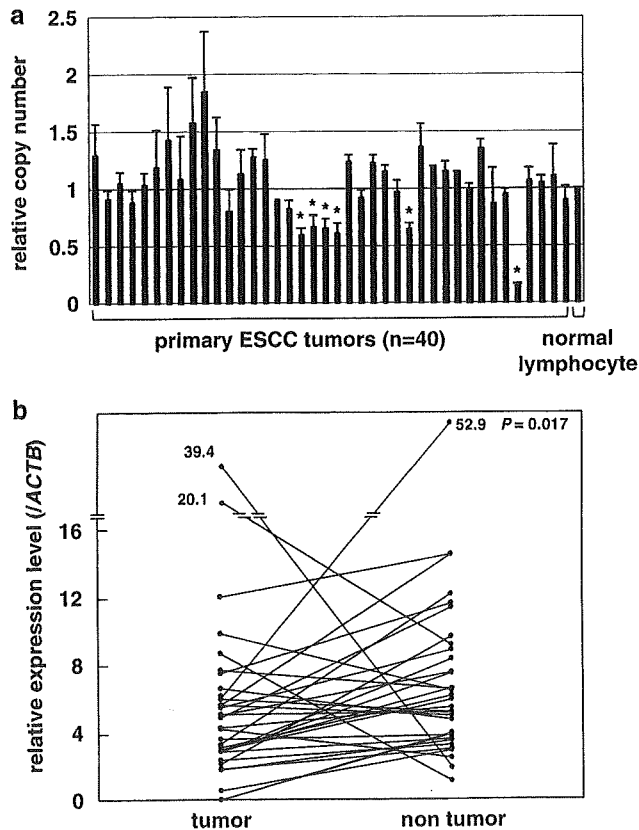 a
2.5
2
1.5
1
0.5
0
relative copy number
* * * * * *
primary ESCC tumors (n=40)
normal
lymphocyte
b
39.4
20.1
52.9 P = 0.017
16
12
8
4
0
relative expression level (/ACTB)
tumor
non tumor